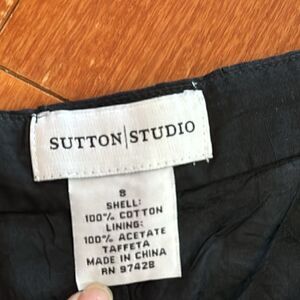 SUTTON|STUDIO
8
SHELL:
100% COTTON
LINING:
100% ACETATE
TAFFETA
MADE IN CHINA
RN 97428